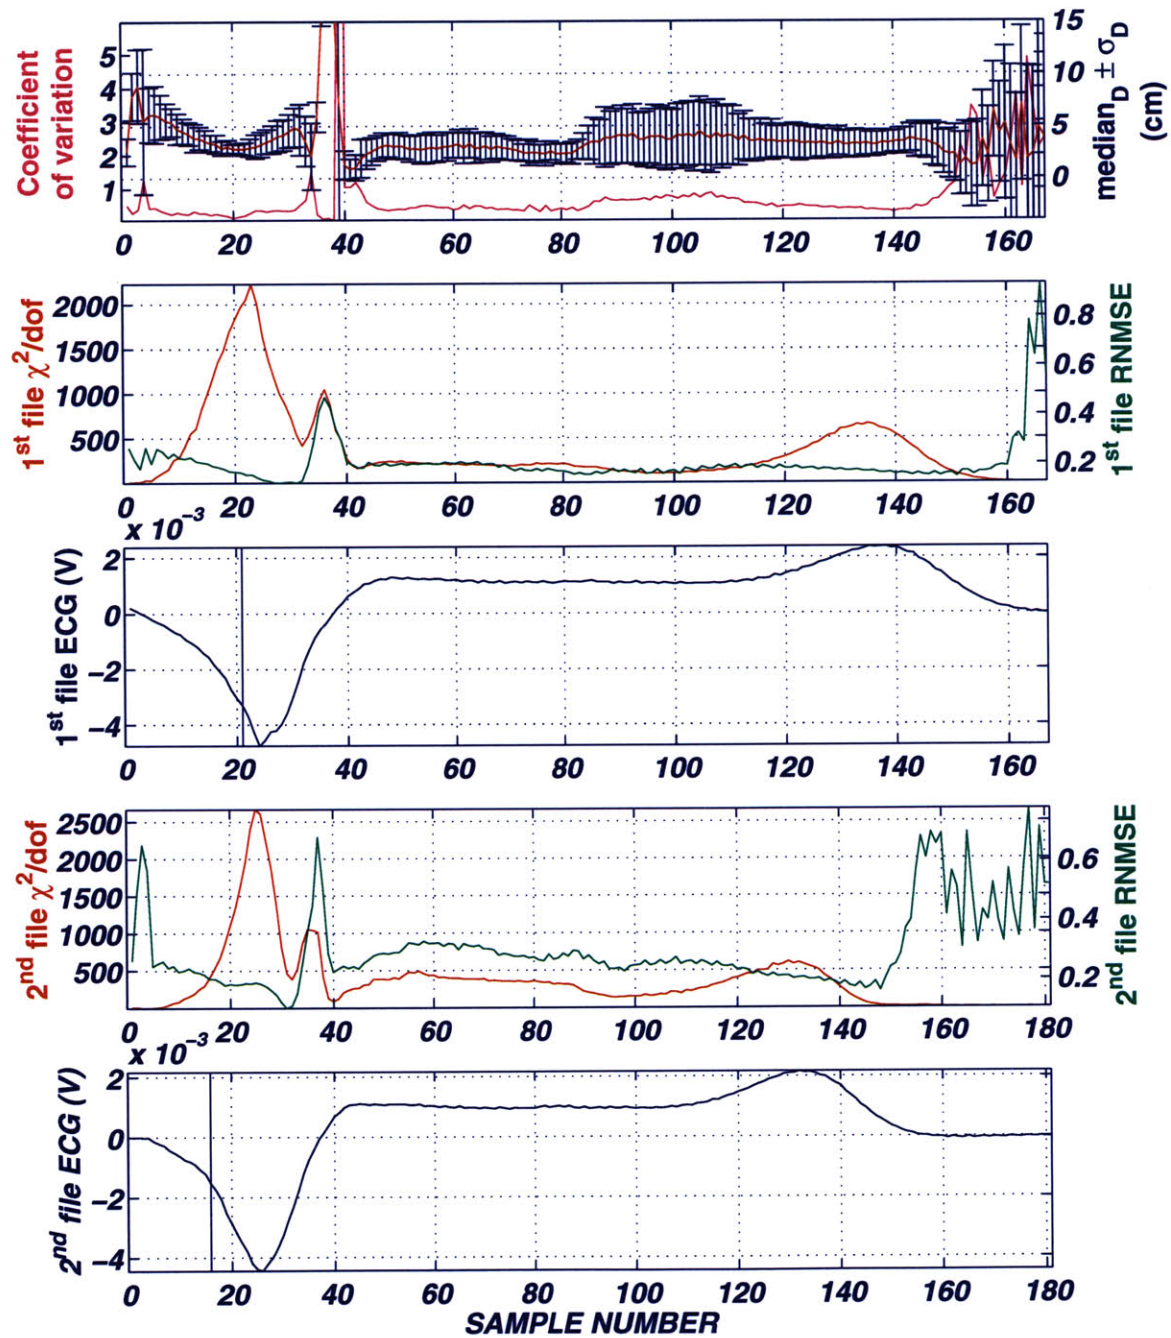 Coefficient
of variation
5
4
3
2
1
15
10
5
0
median_D ± σ_D
(cm)
0 20 40 60 80 100 120 140 160
1st file χ²/dof
2000
1500
1000
500
0.8
0.6
0.4
0.2
1st file RNMSE
0 20 40 60 80 100 120 140 160
x 10⁻³
1st file ECG (V)
2
0
−2
−4
0 20 40 60 80 100 120 140 160
2nd file χ²/dof
2500
2000
1500
1000
500
0.6
0.4
0.2
2nd file RNMSE
0 20 40 60 80 100 120 140 160 180
x 10⁻³
2nd file ECG (V)
2
0
−2
−4
0 20 40 60 80 100 120 140 160 180
SAMPLE NUMBER